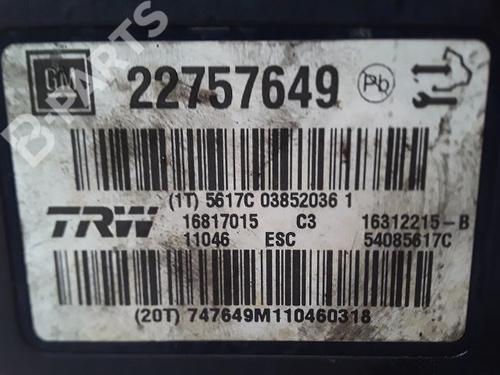 B-PARTS
GM 22757649 Pb
(1T) 5617C 03852036 1
TRW 16817015 C3 16312215-B
11046 ESC 54085617C
(20T) 747649M110460318